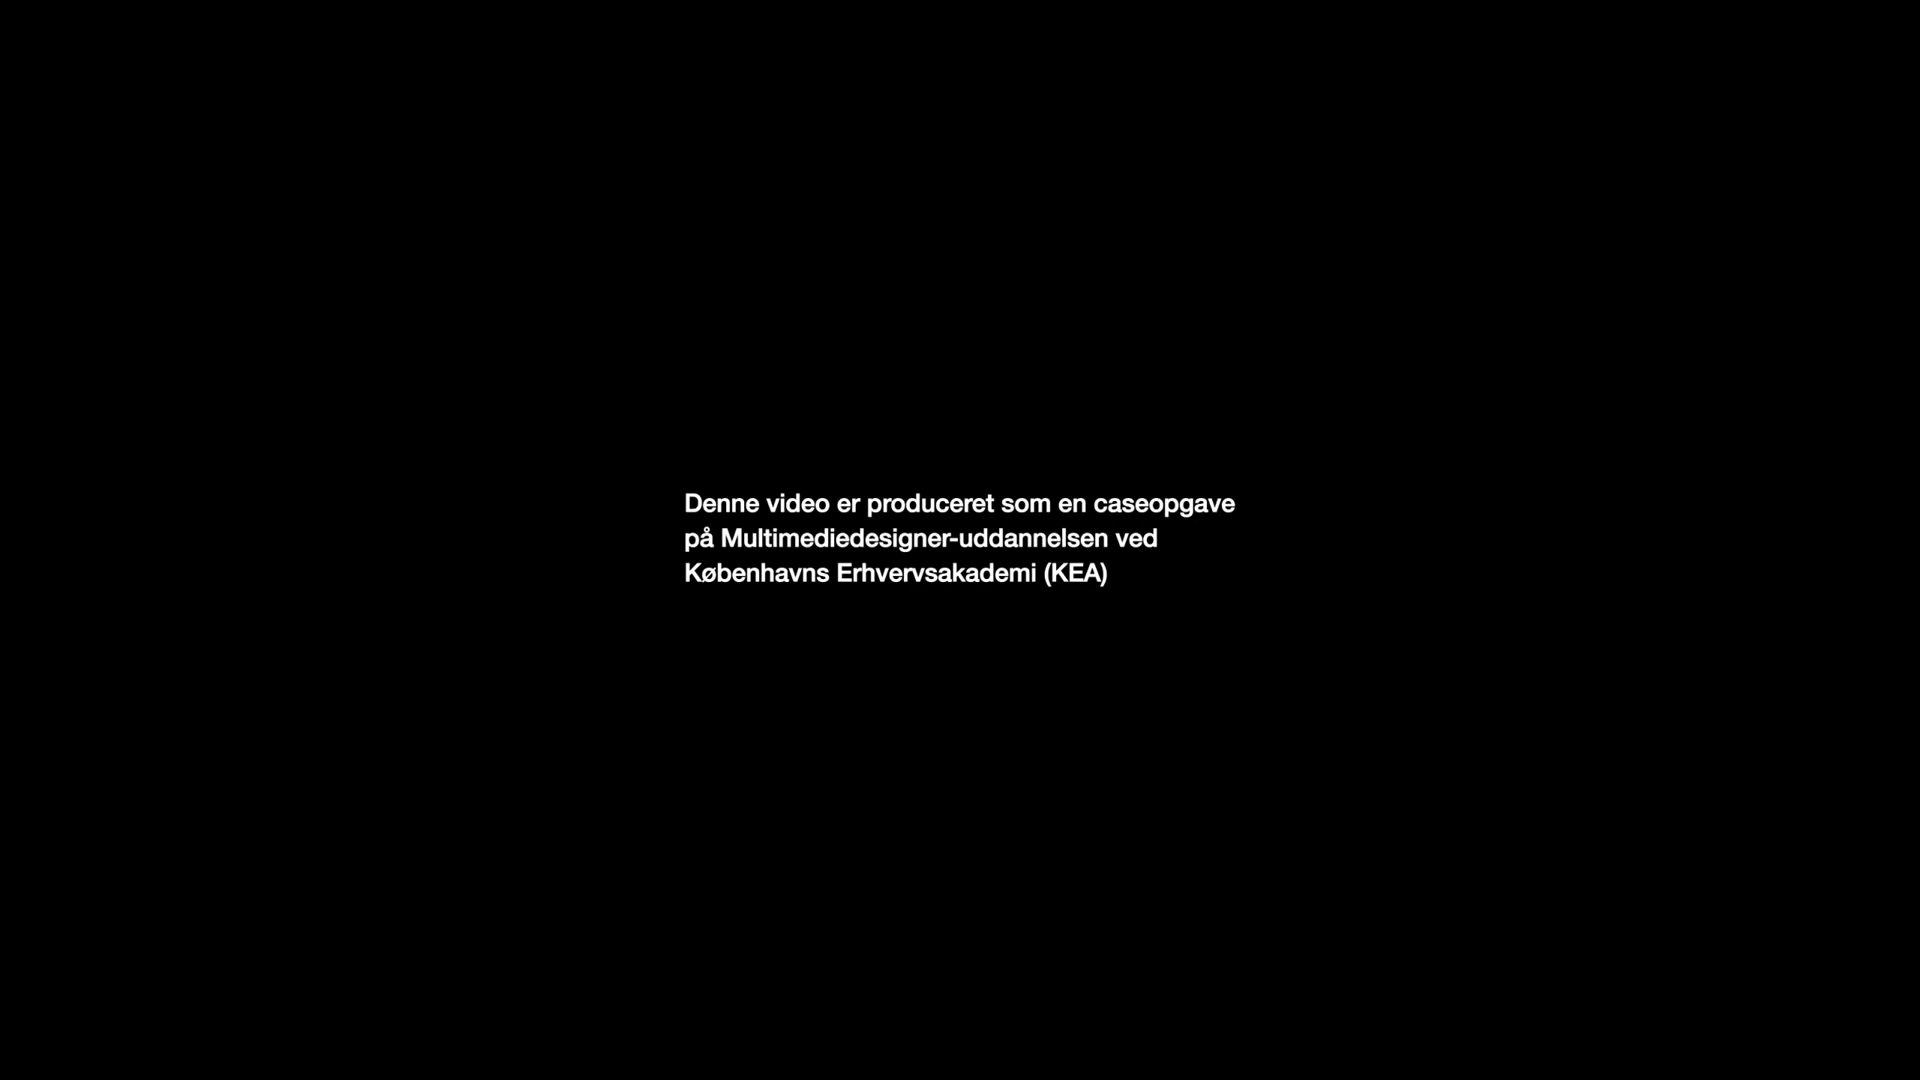 Denne video er produceret som en caseopgave
på Multimediedesigner-uddannelsen ved
Københavns Erhvervsakademi (KEA)